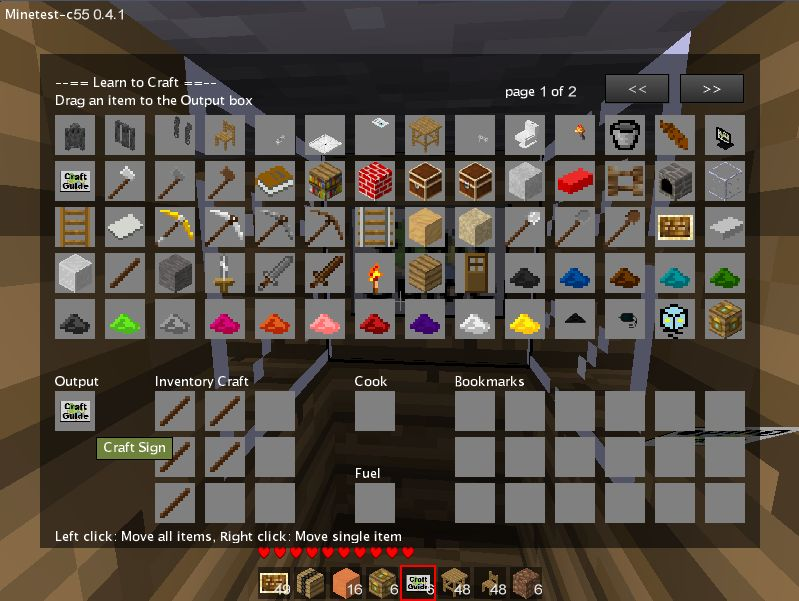 Minetest-c55 0.4.1
--== Learn to Craft ==--
Drag an item to the Output box
page 1 of 2
<<
>>
Craft
Guide
Output
Inventory Craft
Cook
Bookmarks
Craft
Guide
Craft Sign
Fuel
Left click: Move all items, Right click: Move single item
49
16
6
Craft
Guide
6
48
48
6